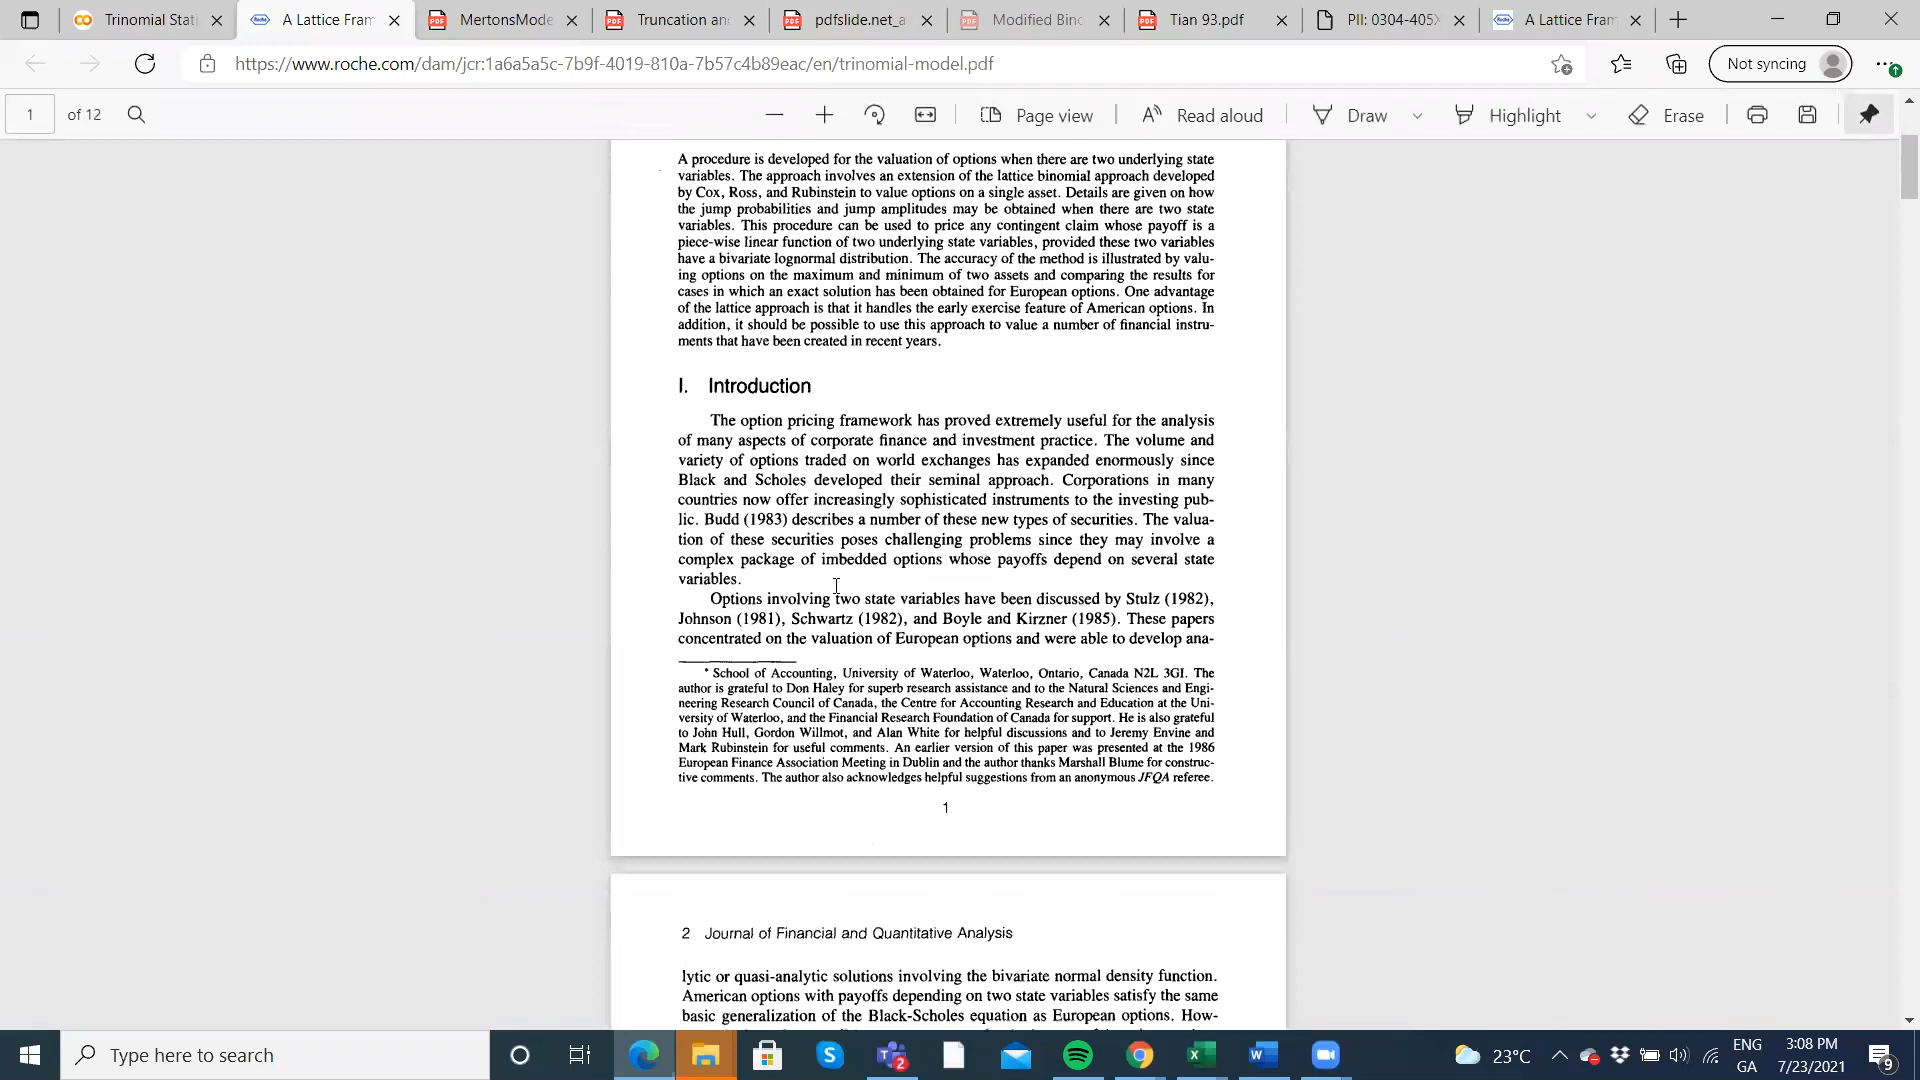 Trinomial Stat
A Lattice Fram
MertonsMode
Truncation and
pdfslide.net_a
Modified Bino
Tian 93.pdf
PII: 0304-405X
A Lattice Fram
https://www.roche.com/dam/jcr:1a6a5a5c-7b9f-4019-810a-7b57c4b89eac/en/trinomial-model.pdf
Not syncing
1 of 12
Page view
Read aloud
Draw
Highlight
Erase
A procedure is developed for the valuation of options when there are two underlying state
variables. The approach involves an extension of the lattice binomial approach developed
by Cox, Ross, and Rubinstein to value options on a single asset. Details are given on how
the jump probabilities and jump amplitudes may be obtained when there are two state
variables. This procedure can be used to price any contingent claim whose payoff is a
piece-wise linear function of two underlying state variables, provided these two variables
have a bivariate lognormal distribution. The accuracy of the method is illustrated by valu-
ing options on the maximum and minimum of two assets and comparing the results for
cases in which an exact solution has been obtained for European options. One advantage
of the lattice approach is that it handles the early exercise feature of American options. In
addition, it should be possible to use this approach to value a number of financial instru-
ments that have been created in recent years.
I. Introduction
The option pricing framework has proved extremely useful for the analysis
of many aspects of corporate finance and investment practice. The volume and
variety of options traded on world exchanges has expanded enormously since
Black and Scholes developed their seminal approach. Corporations in many
countries now offer increasingly sophisticated instruments to the investing pub-
lic. Budd (1983) describes a number of these new types of securities. The valua-
tion of these securities poses challenging problems since they may involve a
complex package of imbedded options whose payoffs depend on several state
variables.
Options involving two state variables have been discussed by Stulz (1982),
Johnson (1981), Schwartz (1982), and Boyle and Kirzner (1985). These papers
concentrated on the valuation of European options and were able to develop ana-
* School of Accounting, University of Waterloo, Waterloo, Ontario, Canada N2L 3GI. The
author is grateful to Don Haley for superb research assistance and to the Natural Sciences and Engi-
neering Research Council of Canada, the Centre for Accounting Research and Education at the Uni-
versity of Waterloo, and the Financial Research Foundation of Canada for support. He is also grateful
to John Hull, Gordon Willmot, and Alan White for helpful discussions and to Jeremy Envine and
Mark Rubinstein for useful comments. An earlier version of this paper was presented at the 1986
European Finance Association Meeting in Dublin and the author thanks Marshall Blume for construc-
tive comments. The author also acknowledges helpful suggestions from an anonymous JFQA referee.
1
2 Journal of Financial and Quantitative Analysis
lytic or quasi-analytic solutions involving the bivariate normal density function.
American options with payoffs depending on two state variables satisfy the same
basic generalization of the Black-Scholes equation as European options. How-
Type here to search
2
23°C
ENG
GA
3:08 PM
7/23/2021
9